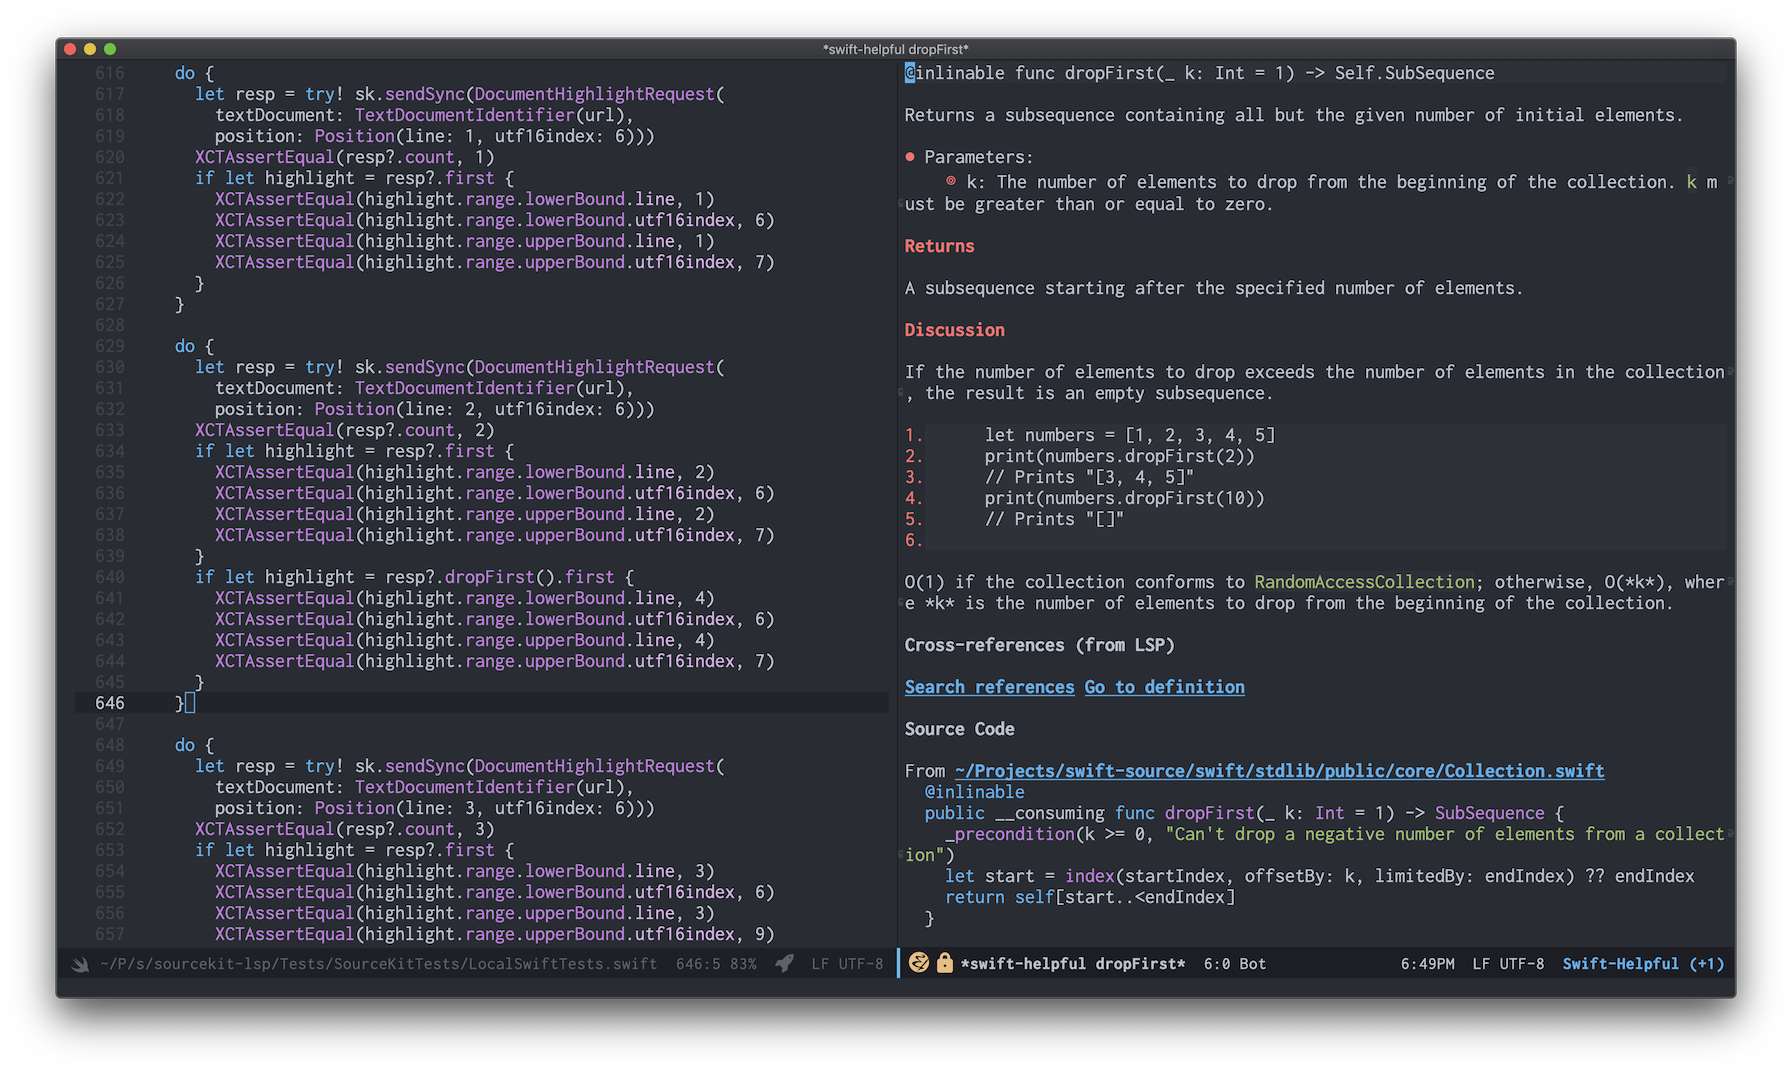 *swift-helpful dropFirst*
616 do {
617 let resp = try! sk.sendSync(DocumentHighlightRequest(
618 textDocument: TextDocumentIdentifier(url),
619 position: Position(line: 1, utf16index: 6)))
620 XCTAssertEqual(resp?.count, 1)
621 if let highlight = resp?.first {
622 XCTAssertEqual(highlight.range.lowerBound.line, 1)
623 XCTAssertEqual(highlight.range.lowerBound.utf16index, 6)
624 XCTAssertEqual(highlight.range.upperBound.line, 1)
625 XCTAssertEqual(highlight.range.upperBound.utf16index, 7)
626 }
627 }
628
629 do {
630 let resp = try! sk.sendSync(DocumentHighlightRequest(
631 textDocument: TextDocumentIdentifier(url),
632 position: Position(line: 2, utf16index: 6)))
633 XCTAssertEqual(resp?.count, 2)
634 if let highlight = resp?.first {
635 XCTAssertEqual(highlight.range.lowerBound.line, 2)
636 XCTAssertEqual(highlight.range.lowerBound.utf16index, 6)
637 XCTAssertEqual(highlight.range.upperBound.line, 2)
638 XCTAssertEqual(highlight.range.upperBound.utf16index, 7)
639 }
640 if let highlight = resp?.dropFirst().first {
641 XCTAssertEqual(highlight.range.lowerBound.line, 4)
642 XCTAssertEqual(highlight.range.lowerBound.utf16index, 6)
643 XCTAssertEqual(highlight.range.upperBound.line, 4)
644 XCTAssertEqual(highlight.range.upperBound.utf16index, 7)
645 }
646 }
647
648 do {
649 let resp = try! sk.sendSync(DocumentHighlightRequest(
650 textDocument: TextDocumentIdentifier(url),
651 position: Position(line: 3, utf16index: 6)))
652 XCTAssertEqual(resp?.count, 3)
653 if let highlight = resp?.first {
654 XCTAssertEqual(highlight.range.lowerBound.line, 3)
655 XCTAssertEqual(highlight.range.lowerBound.utf16index, 6)
656 XCTAssertEqual(highlight.range.upperBound.line, 3)
657 XCTAssertEqual(highlight.range.upperBound.utf16index, 9)
~/P/s/sourcekit-lsp/Tests/SourceKitTests/LocalSwiftTests.swift 646:5 83% LF UTF-8
@inlinable func dropFirst(_ k: Int = 1) -> Self.SubSequence
Returns a subsequence containing all but the given number of initial elements.
● Parameters:
◎ k: The number of elements to drop from the beginning of the collection. k m
ust be greater than or equal to zero.
Returns
A subsequence starting after the specified number of elements.
Discussion
If the number of elements to drop exceeds the number of elements in the collection
, the result is an empty subsequence.
1. let numbers = [1, 2, 3, 4, 5]
2. print(numbers.dropFirst(2))
3. // Prints "[3, 4, 5]"
4. print(numbers.dropFirst(10))
5. // Prints "[]"
6.
O(1) if the collection conforms to RandomAccessCollection; otherwise, O(*k*), wher
e *k* is the number of elements to drop from the beginning of the collection.
Cross-references (from LSP)
Search references Go to definition
Source Code
From ~/Projects/swift-source/swift/stdlib/public/core/Collection.swift
@inlinable
public __consuming func dropFirst(_ k: Int = 1) -> SubSequence {
_precondition(k >= 0, "Can't drop a negative number of elements from a collect
ion")
let start = index(startIndex, offsetBy: k, limitedBy: endIndex) ?? endIndex
return self[start..<endIndex]
}
*swift-helpful dropFirst* 6:0 Bot 6:49PM LF UTF-8 Swift-Helpful (+1)